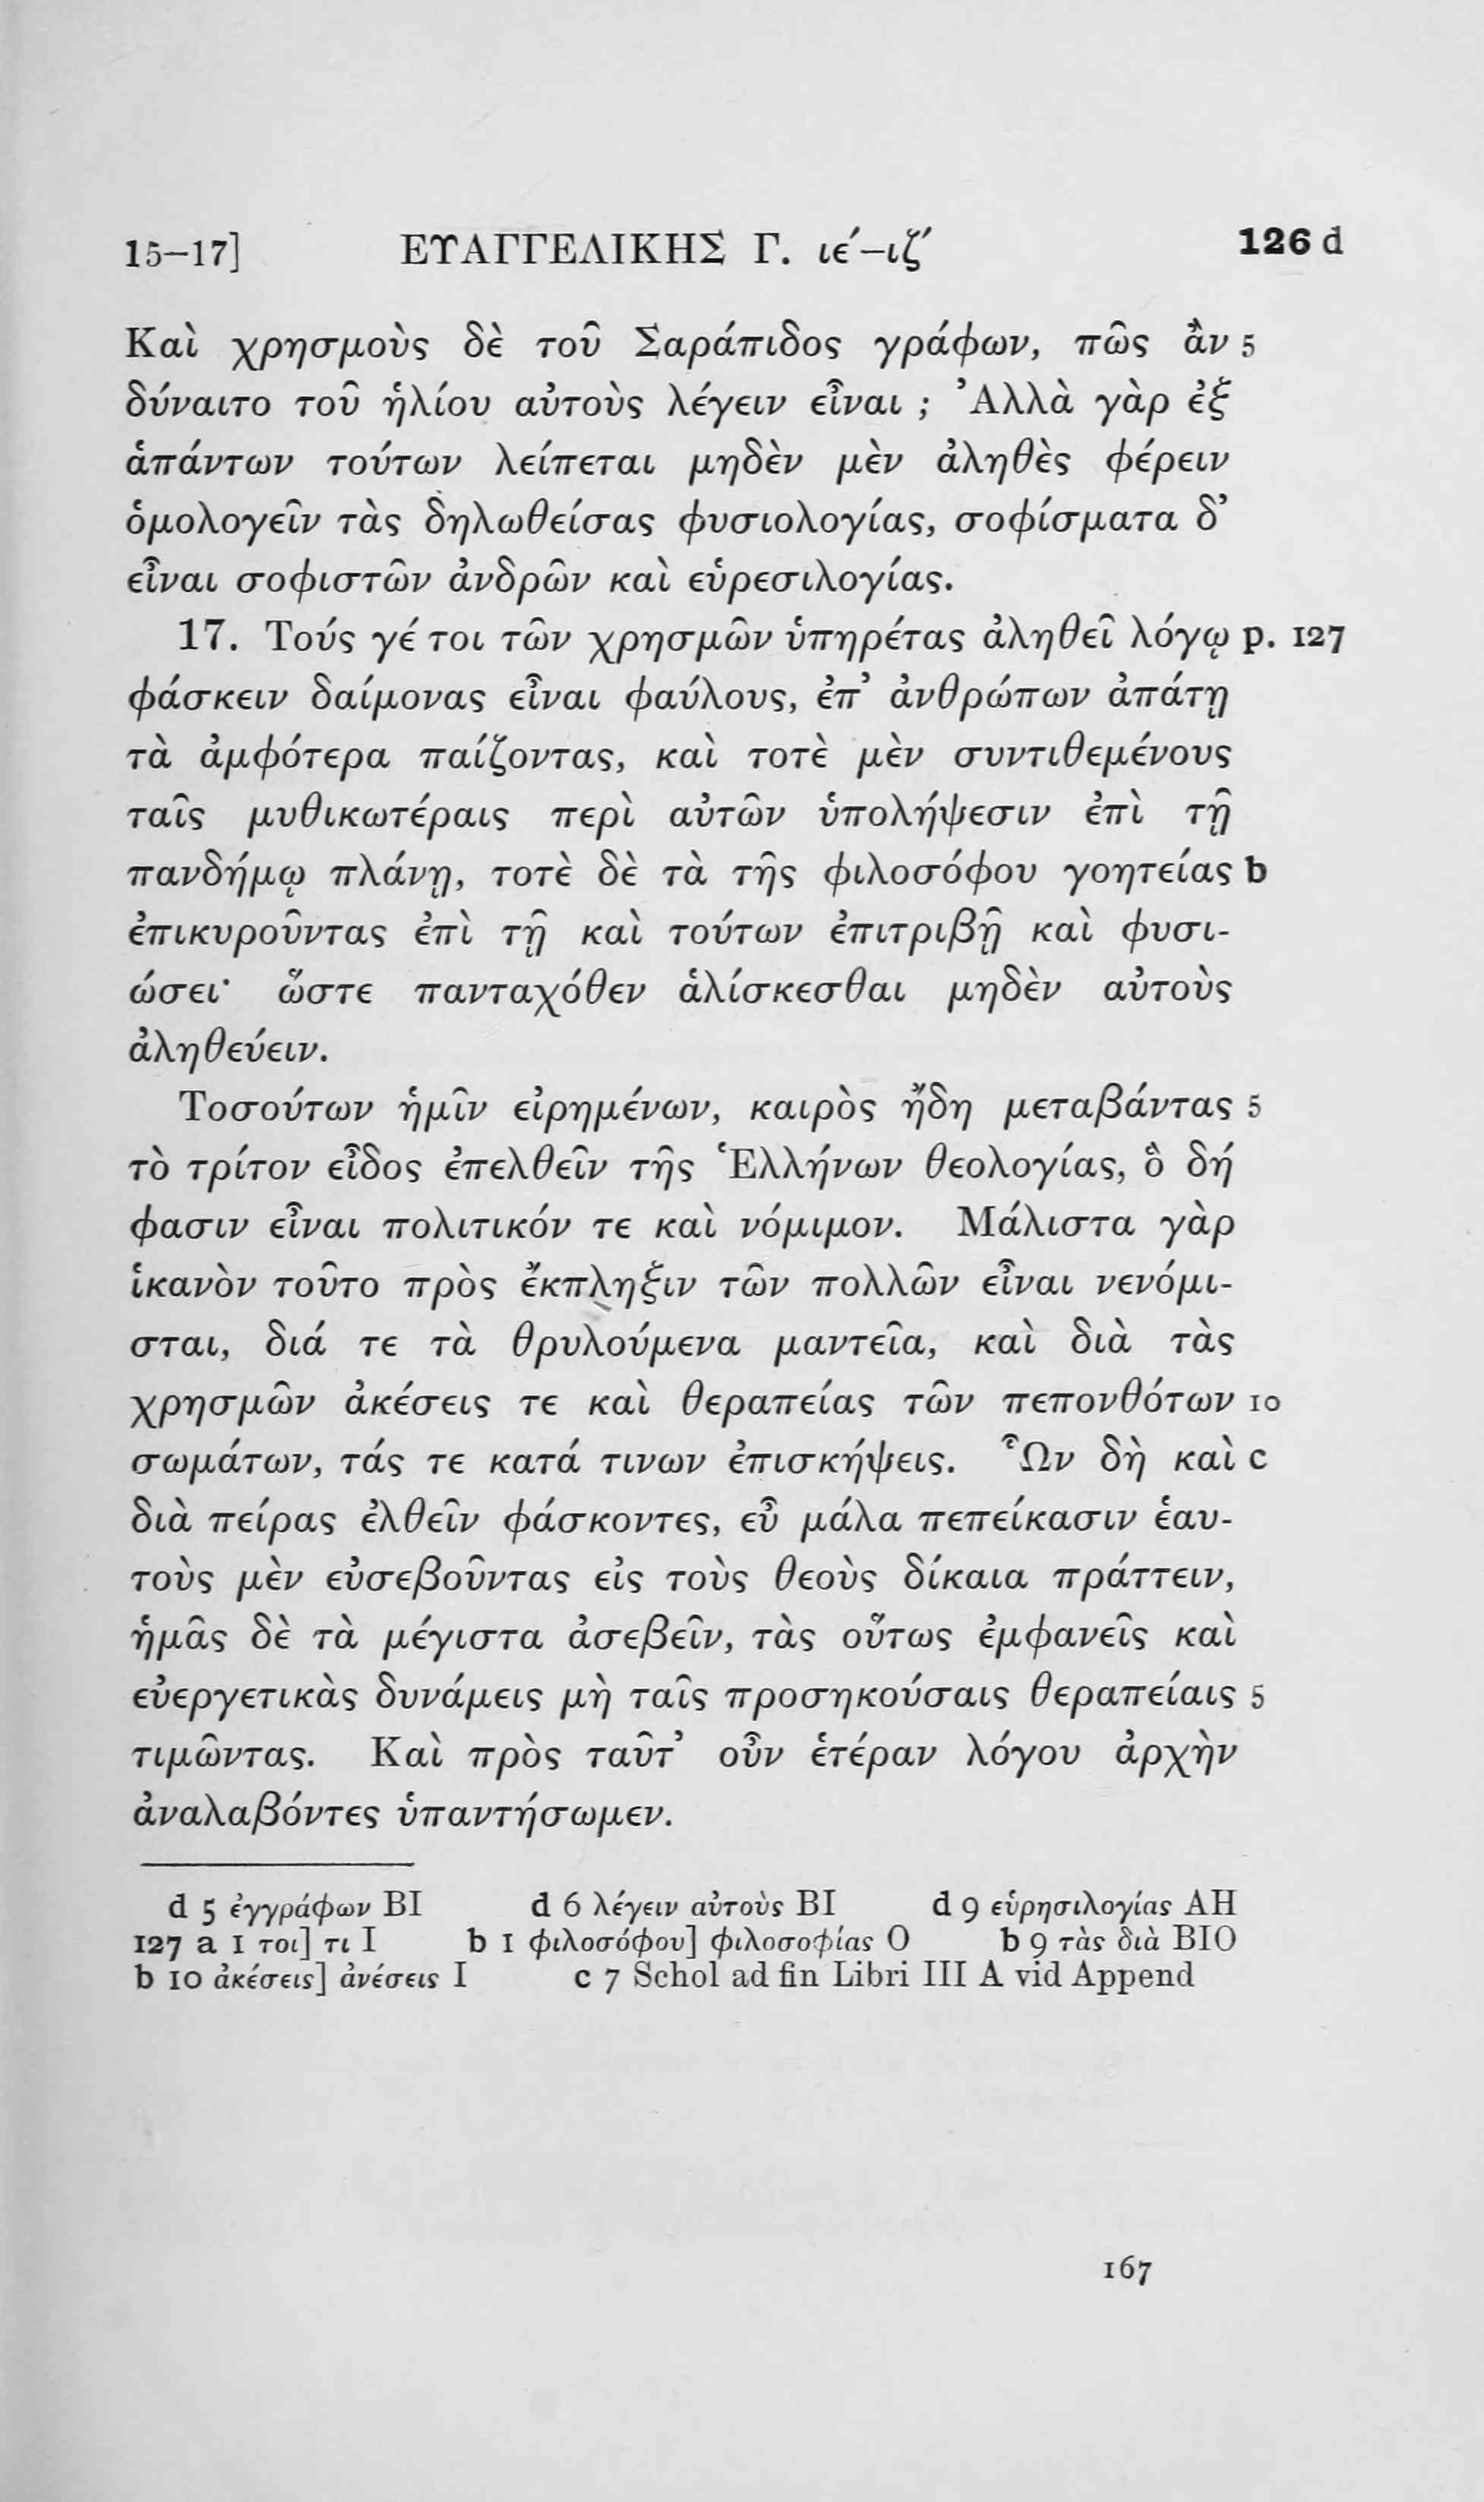 15–17] ΕΥΑΓΓΕΛΙΚΗΣ Γ. ιέ–ιζ́ 126 d
Καὶ χρησμοὺς δὲ τοῦ Σαράπιδος γράφων, πῶς ἂν 5
δύναιτο τοῦ ἡλίου αὐτοὺς λέγειν εἶναι ; Ἀλλὰ γὰρ ἐξ
ἁπάντων τούτων λείπεται μηδὲν μὲν ἀληθὲς φέρειν
ὁμολογεῖν τὰς δηλωθείσας φυσιολογίας, σοφίσματα δ’
εἶναι σοφιστῶν ἀνδρῶν καὶ εὑρεσιλογίας.
17. Τούς γέ τοι τῶν χρησμῶν ὑπηρέτας ἀληθεῖ λόγῳ p. 127
φάσκειν δαίμονας εἶναι φαύλους, ἐπ’ ἀνθρώπων ἀπάτῃ
τὰ ἀμφότερα παίζοντας, καὶ τοτὲ μὲν συντιθεμένους
ταῖς μυθικωτέραις περὶ αὐτῶν ὑπολήψεσιν ἐπὶ τῇ
πανδήμῳ πλάνῃ, τοτὲ δὲ τὰ τῆς φιλοσόφου γοητείας b
ἐπικυροῦντας ἐπὶ τῇ καὶ τούτων ἐπιτριβῇ καὶ φυσι-
ώσει· ὥστε πανταχόθεν ἁλίσκεσθαι μηδὲν αὐτοὺς
ἀληθεύειν.
Τοσούτων ἡμῖν εἰρημένων, καιρὸς ἤδη μεταβάντας 5
τὸ τρίτον εἶδος ἐπελθεῖν τῆς Ἑλλήνων θεολογίας, ὃ δή
φασιν εἶναι πολιτικόν τε καὶ νόμιμον. Μάλιστα γὰρ
ἱκανὸν τοῦτο πρὸς ἔκπληξιν τῶν πολλῶν εἶναι νενόμι-
σται, διά τε τὰ θρυλούμενα μαντεῖα, καὶ διὰ τὰς
χρησμῶν ἀκέσεις τε καὶ θεραπείας τῶν πεπονθότων 10
σωμάτων, τάς τε κατά τινων ἐπισκήψεις. Ὧν δὴ καὶ c
διὰ πείρας ἐλθεῖν φάσκοντες, εὖ μάλα πεπείκασιν ἑαυ-
τοὺς μὲν εὐσεβοῦντας εἰς τοὺς θεοὺς δίκαια πράττειν,
ἡμᾶς δὲ τὰ μέγιστα ἀσεβεῖν, τὰς οὕτως ἐμφανεῖς καὶ
εὐεργετικὰς δυνάμεις μὴ ταῖς προσηκούσαις θεραπείαις 5
τιμῶντας. Καὶ πρὸς ταῦτ’ οὖν ἑτέραν λόγου ἀρχὴν
ἀναλαβόντες ὑπαντήσωμεν.
d 5 ἐγγράφων BI d 6 λέγειν αὐτοὺς BI d 9 εὑρησιλογίας AH
127 a 1 τοι] τι I b 1 φιλοσόφου] φιλοσοφίας O b 9 τὰς διὰ BIO
b 10 ἀκέσεις] ἀνέσεις I c 7 Schol ad fin Libri III A vid Append
167